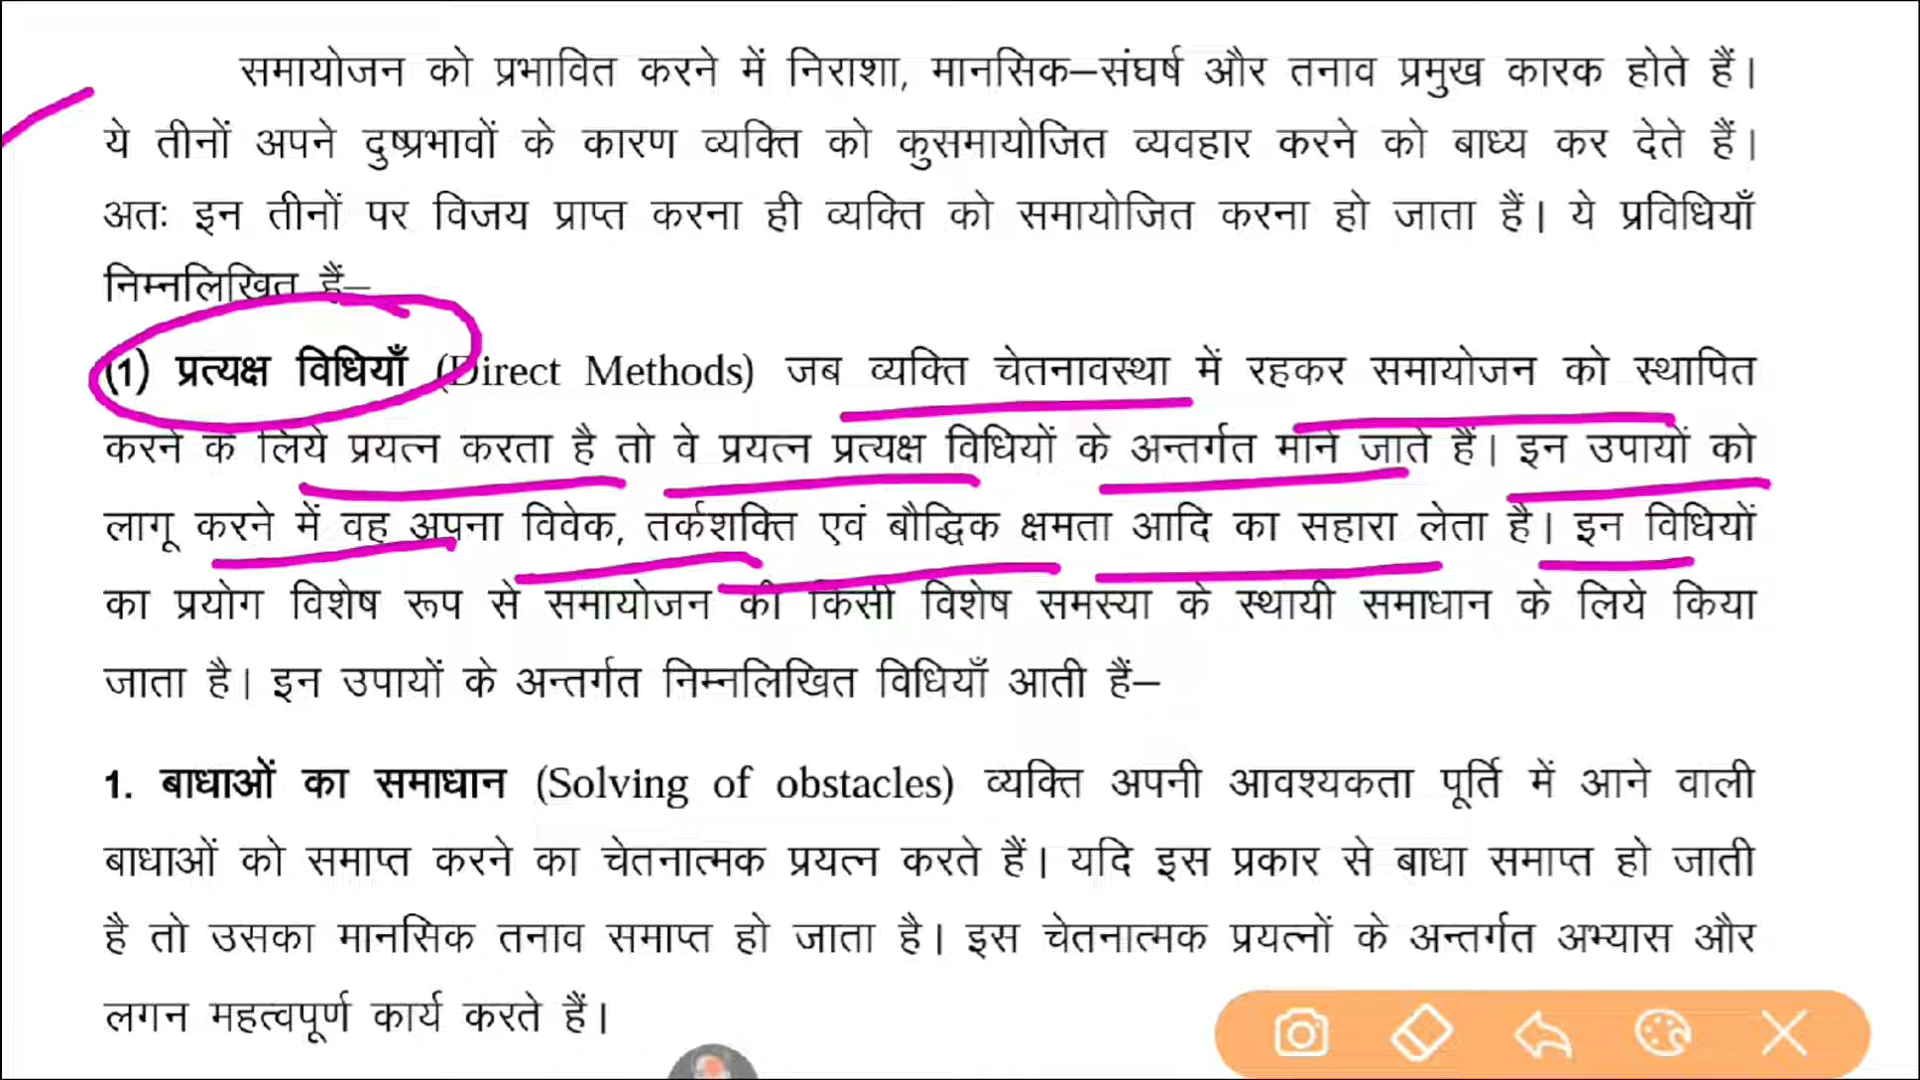 समायोजन को प्रभावित करने में निराशा, मानसिक–संघर्ष और तनाव प्रमुख कारक होते हैं।
ये तीनों अपने दुष्प्रभावों के कारण व्यक्ति को कुसमायोजित व्यवहार करने को बाध्य कर देते हैं।
अतः इन तीनों पर विजय प्राप्त करना ही व्यक्ति को समायोजित करना हो जाता हैं। ये प्रविधियाँ
निम्नलिखित हैं–
(1) प्रत्यक्ष विधियाँ (Direct Methods) जब व्यक्ति चेतनावस्था में रहकर समायोजन को स्थापित
करने के लिये प्रयत्न करता है तो वे प्रयत्न प्रत्यक्ष विधियों के अन्तर्गत माने जाते हैं। इन उपायों को
लागू करने में वह अपना विवेक, तर्कशक्ति एवं बौद्धिक क्षमता आदि का सहारा लेता है। इन विधियों
का प्रयोग विशेष रूप से समायोजन की किसी विशेष समस्या के स्थायी समाधान के लिये किया
जाता है। इन उपायों के अन्तर्गत निम्नलिखित विधियाँ आती हैं–
1. बाधाओं का समाधान (Solving of obstacles) व्यक्ति अपनी आवश्यकता पूर्ति में आने वाली
बाधाओं को समाप्त करने का चेतनात्मक प्रयत्न करते हैं। यदि इस प्रकार से बाधा समाप्त हो जाती
है तो उसका मानसिक तनाव समाप्त हो जाता है। इस चेतनात्मक प्रयत्नों के अन्तर्गत अभ्यास और
लगन महत्वपूर्ण कार्य करते हैं।